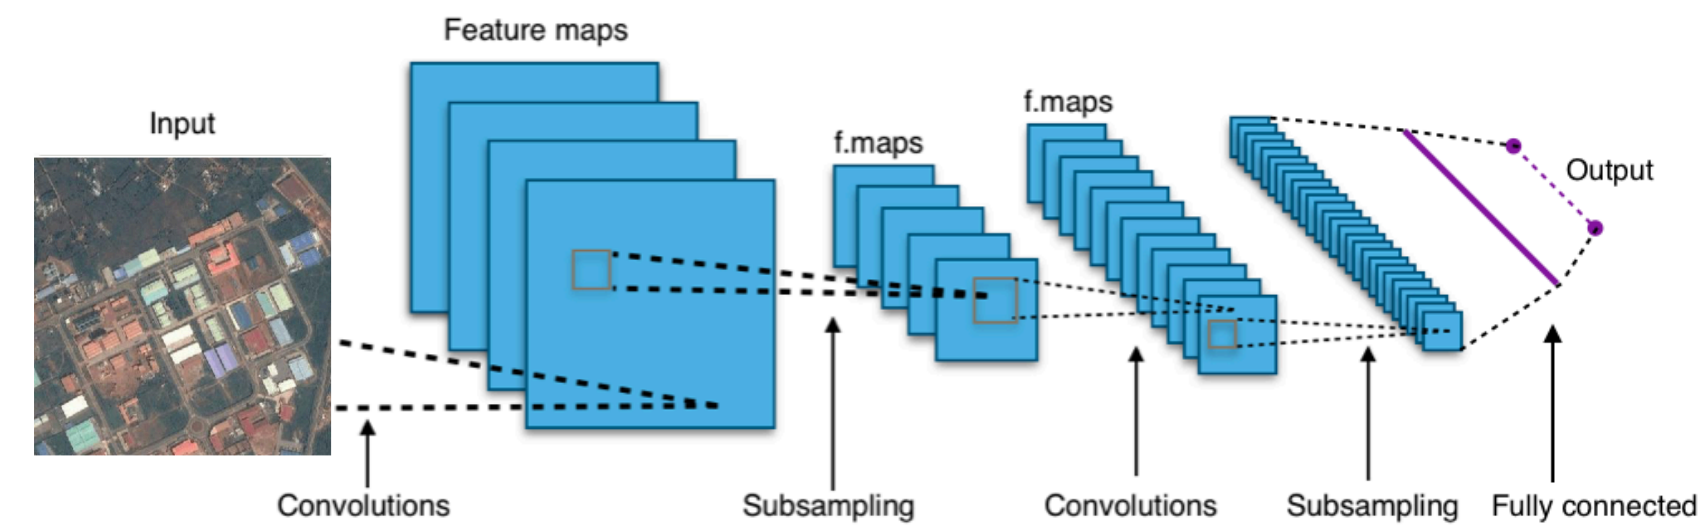 Feature maps
Input
f.maps
f.maps
Output
Convolutions
Subsampling
Convolutions
Subsampling
Fully connected